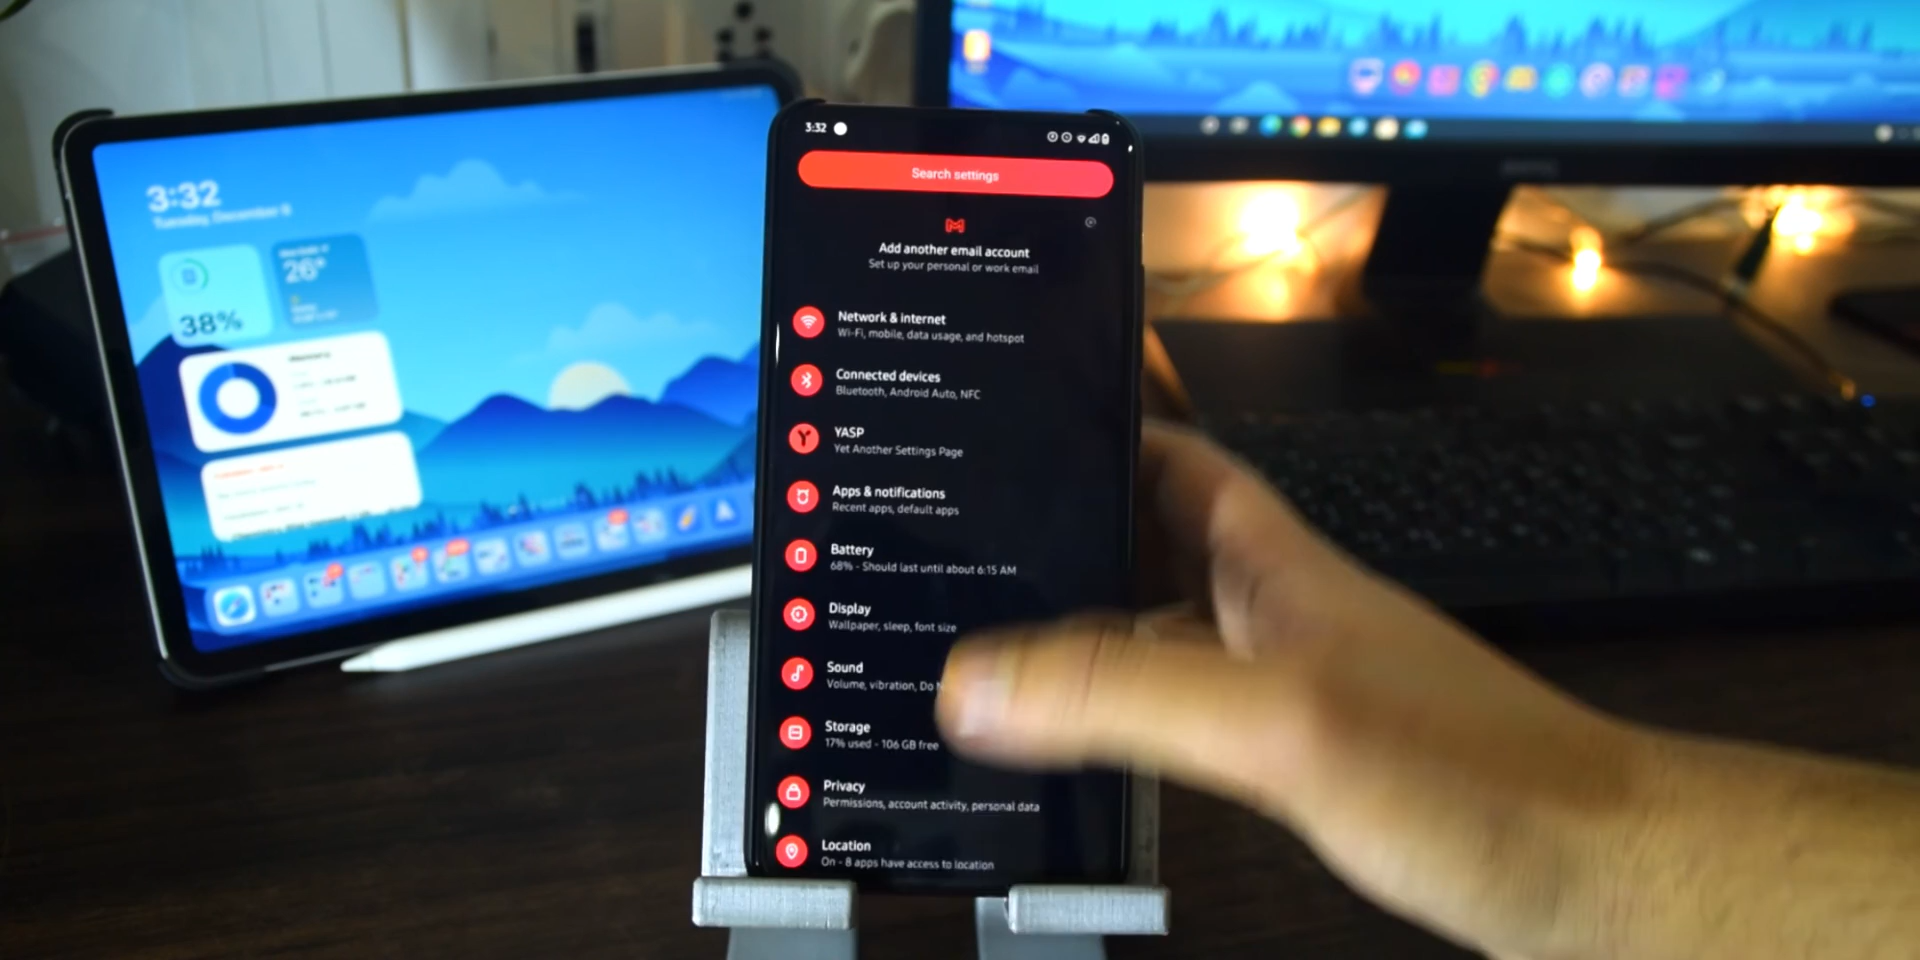 3:32
Tuesday, December 6
26°
38%
3:32
Search settings
Add another email account
Set up your personal or work email
Network & internet
Wi-Fi, mobile, data usage, and hotspot
Connected devices
Bluetooth, Android Auto, NFC
YASP
Yet Another Settings Page
Apps & notifications
Recent apps, default apps
Battery
68% - Should last until about 6:15 AM
Display
Wallpaper, sleep, font size
Sound
Volume, vibration, Do
Storage
17% used - 106 GB free
Privacy
Permissions, account activity, personal data
Location
On - 8 apps have access to location